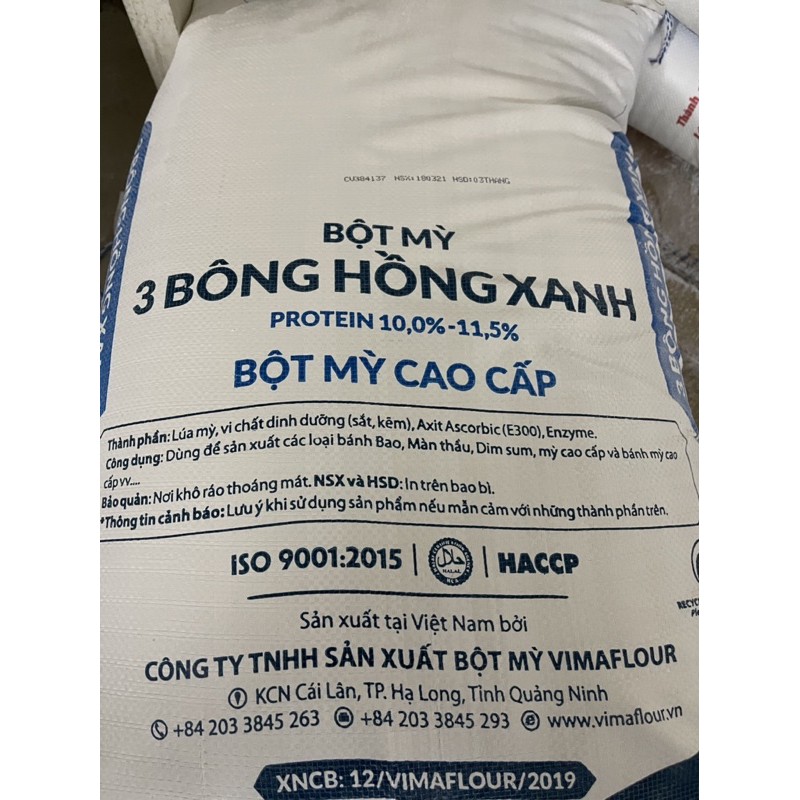 CU384137 NSX:180321 HSD:03THANG
BỘT MỲ
3 BÔNG HỒNG XANH
PROTEIN 10,0%-11,5%
BỘT MỲ CAO CẤP
Thành phần: Lúa mỳ, vi chất dinh dưỡng (sắt, kẽm), Axit Ascorbic (E300), Enzyme.
Công dụng: Dùng để sản xuất các loại bánh Bao, Màn thầu, Dim sum, mỳ cao cấp và bánh mỳ cao
cấp vv....
Bảo quản: Nơi khô ráo thoáng mát. NSX và HSD: In trên bao bì.
*Thông tin cảnh báo: Lưu ý khi sử dụng sản phẩm nếu mẫn cảm với những thành phần trên.
ISO 9001:2015 | HALAL | HACCP
Sản xuất tại Việt Nam bởi
CÔNG TY TNHH SẢN XUẤT BỘT MỲ VIMAFLOUR
KCN Cái Lân, TP. Hạ Long, Tỉnh Quảng Ninh
+84 203 3845 263 +84 203 3845 293 www.vimaflour.vn
XNCB: 12/VIMAFLOUR/2019
3 BÔNG HỒNG XANH
Thành